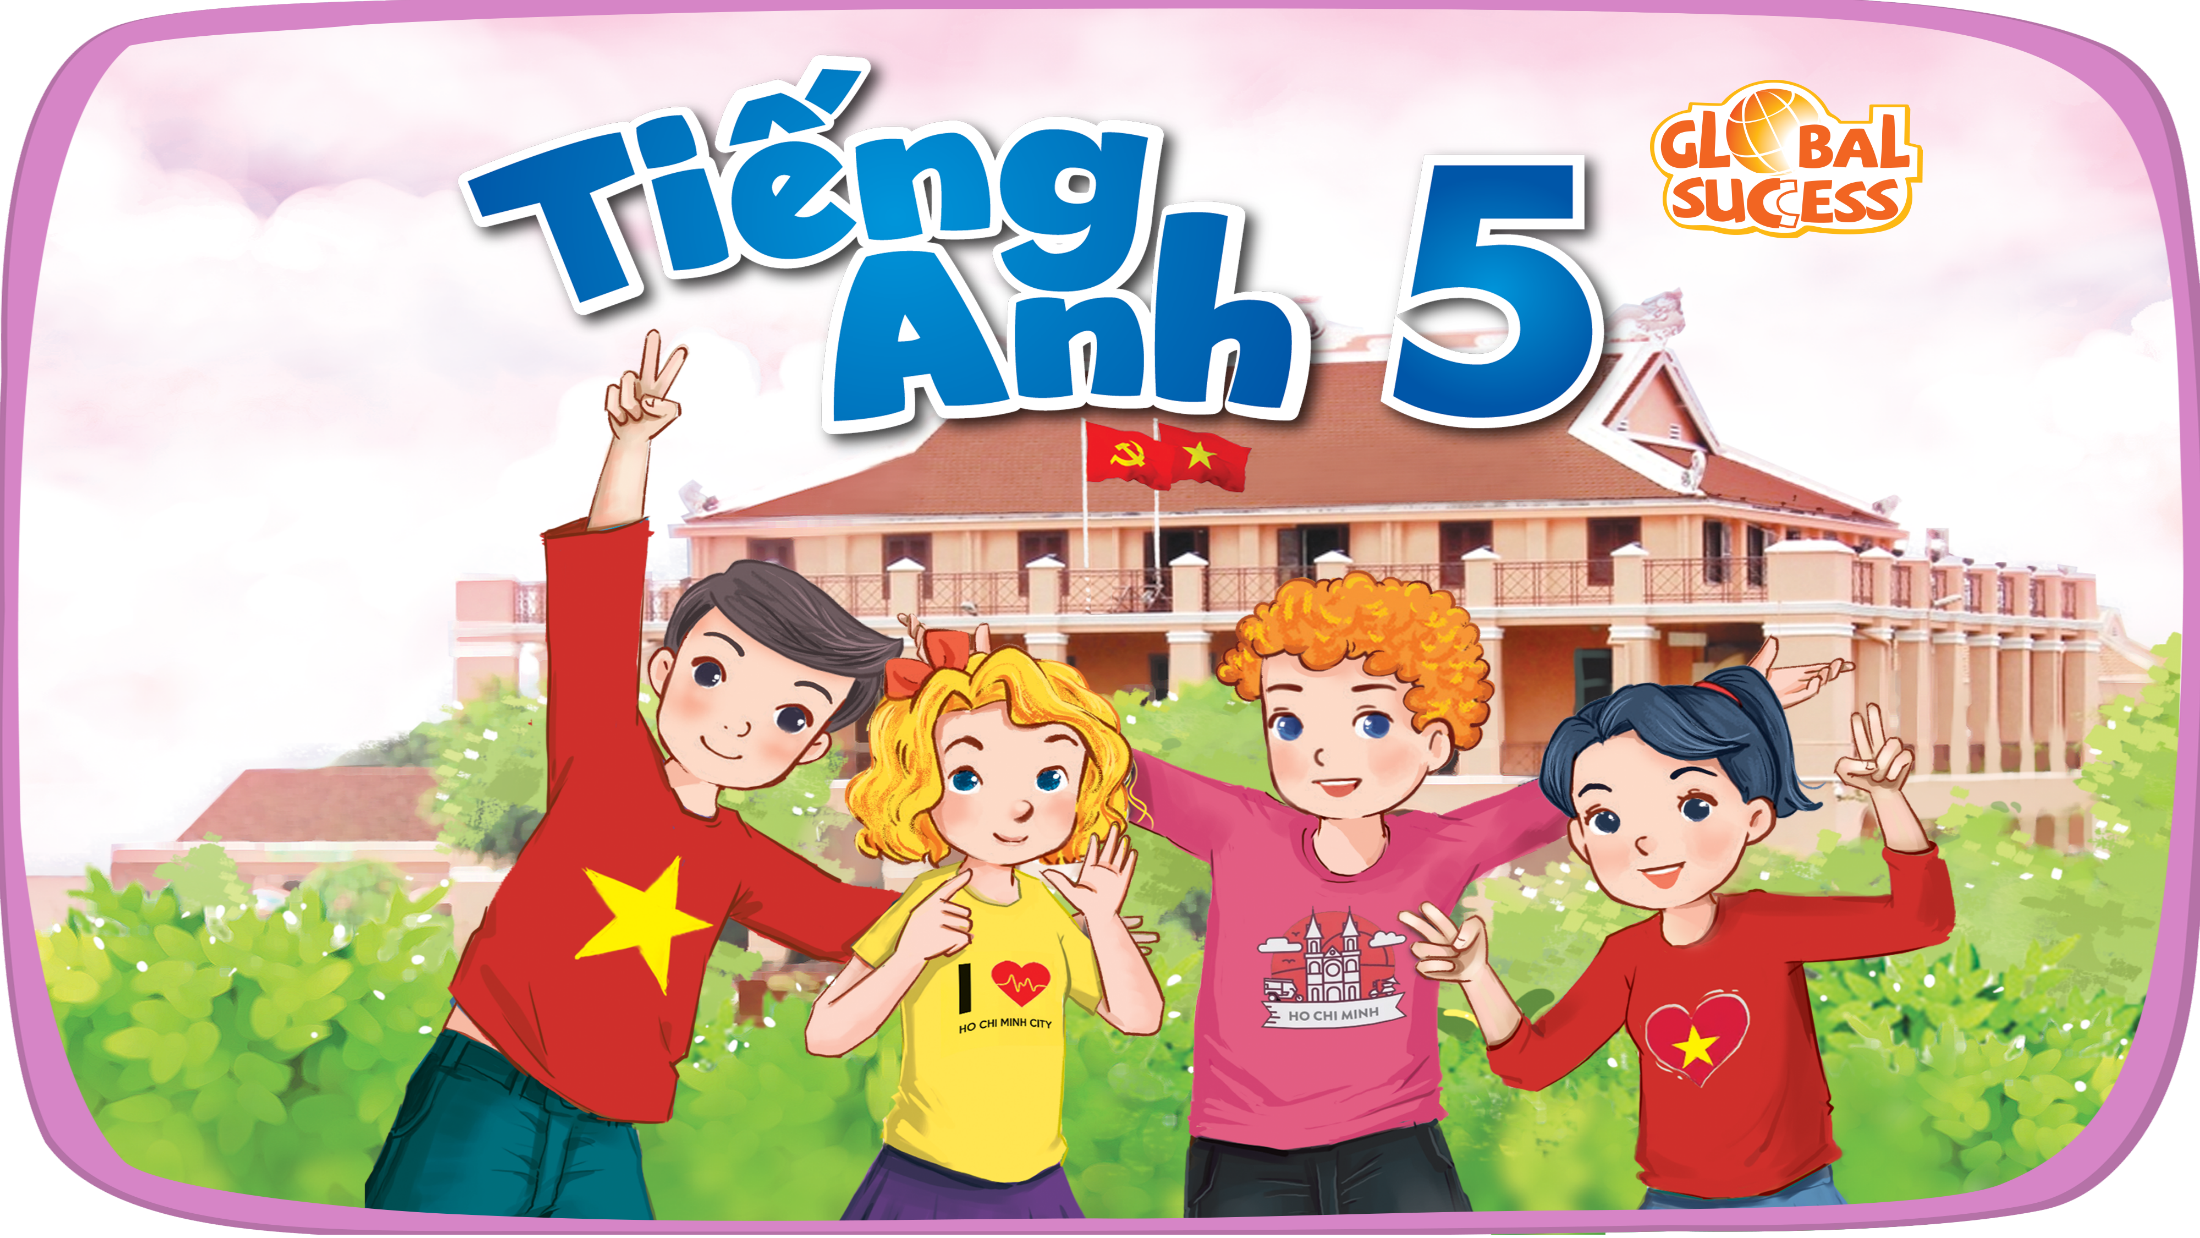 Tiếng
Anh 5
GLOBAL
SUCCESS
I
HO CHI MINH CITY
HO CHI MINH